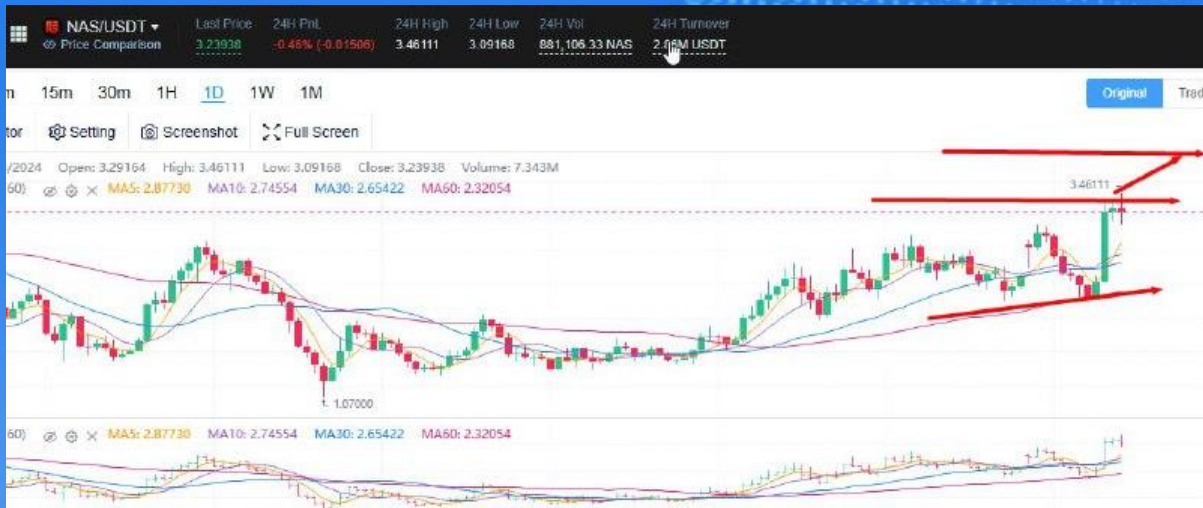 NAS/USDT Last Price 24H PnL 24H High 24H Low 24H Vol 24H Turnover
Price Comparison 3.23938 -0.46% (-0.01506) 3.46111 3.09168 881,106.33 NAS M USDT
15m 30m 1H 1D 1W 1M Original
Setting Screenshot Full Screen
/2024 Open: 3.29164 High: 3.46111 Low: 3.09168 Close: 3.23938 Volume: 7.343M
60) MA5: 2.87730 MA10: 2.74554 MA30: 2.65422 MA60: 2.32054
3.46111
1.07000
60) MA5: 2.87730 MA10: 2.74554 MA30: 2.65422 MA60: 2.32054